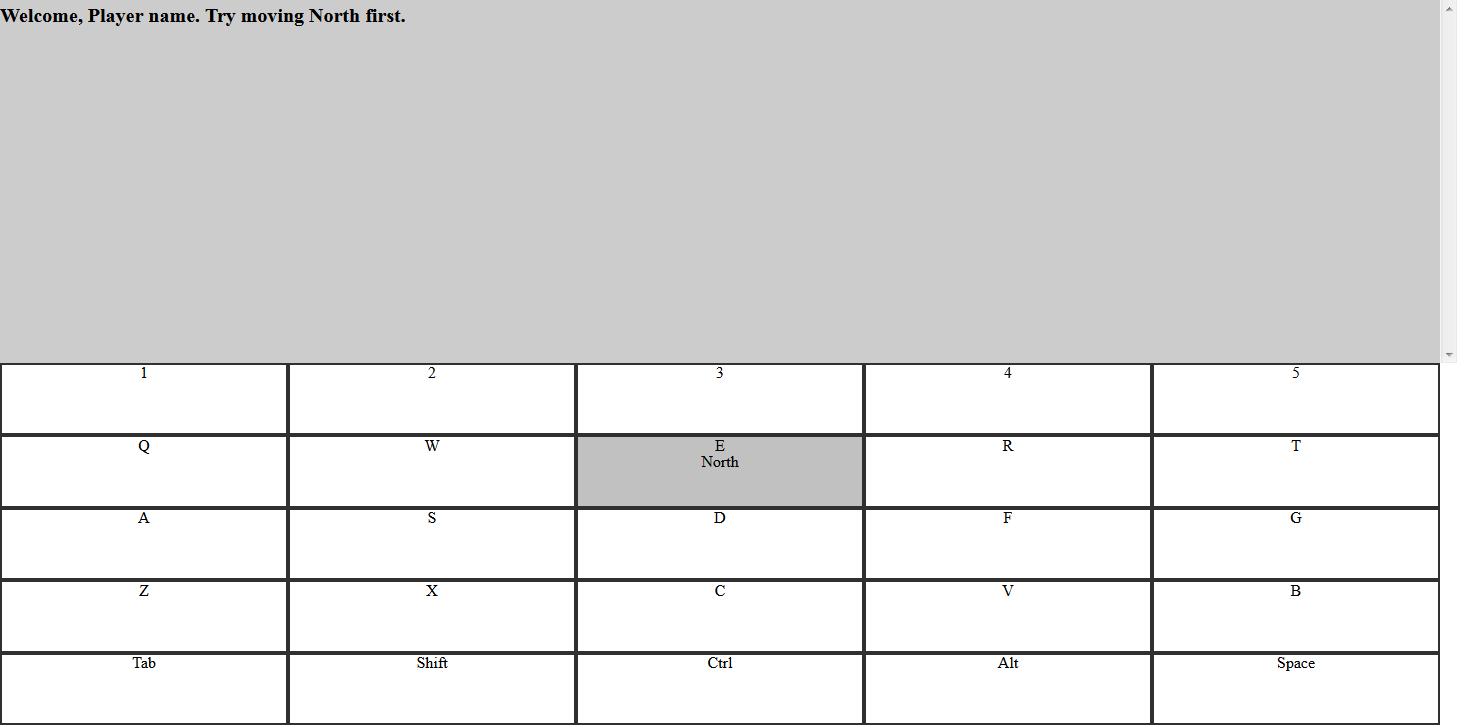 Welcome, Player name. Try moving North first.
1 2 3 4 5
Q W E R T
North
A S D F G
Z X C V B
Tab Shift Ctrl Alt Space